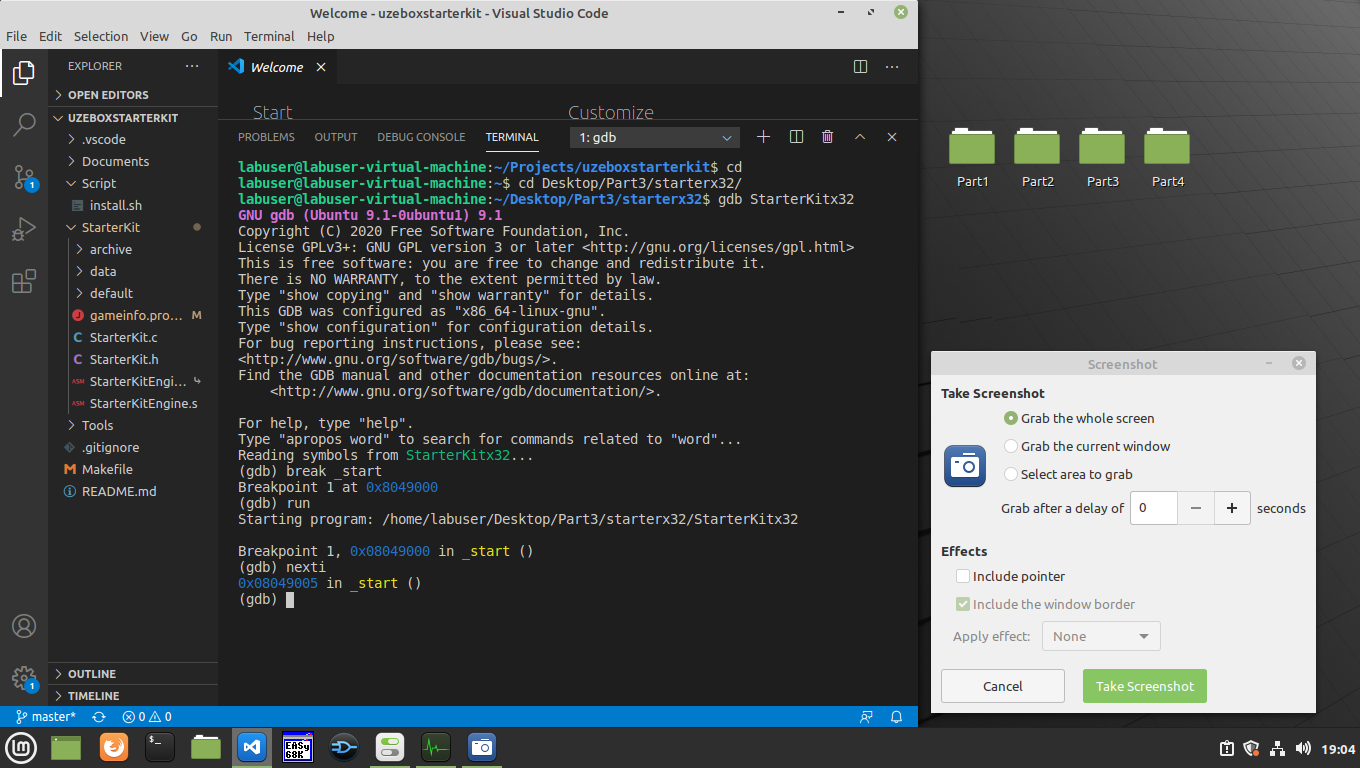 Welcome - uzeboxstarterkit - Visual Studio Code
File Edit Selection View Go Run Terminal Help
EXPLORER
OPEN EDITORS
UZEBOXSTARTERKIT
.vscode
Documents
Script
install.sh
StarterKit
archive
data
default
gameinfo.pro... M
C StarterKit.c
C StarterKit.h
ASM StarterKitEngi...
ASM StarterKitEngine.s
Tools
.gitignore
M Makefile
README.md
OUTLINE
TIMELINE
1
1
Welcome
Start Customize
PROBLEMS OUTPUT DEBUG CONSOLE TERMINAL 1: gdb
labuser@labuser-virtual-machine:~/Projects/uzeboxstarterkit$ cd
labuser@labuser-virtual-machine:~$ cd Desktop/Part3/starterx32/
labuser@labuser-virtual-machine:~/Desktop/Part3/starterx32$ gdb StarterKitx32
GNU gdb (Ubuntu 9.1-0ubuntu1) 9.1
Copyright (C) 2020 Free Software Foundation, Inc.
License GPLv3+: GNU GPL version 3 or later <http://gnu.org/licenses/gpl.html>
This is free software: you are free to change and redistribute it.
There is NO WARRANTY, to the extent permitted by law.
Type "show copying" and "show warranty" for details.
This GDB was configured as "x86_64-linux-gnu".
Type "show configuration" for configuration details.
For bug reporting instructions, please see:
<http://www.gnu.org/software/gdb/bugs/>.
Find the GDB manual and other documentation resources online at:
<http://www.gnu.org/software/gdb/documentation/>.
For help, type "help".
Type "apropos word" to search for commands related to "word"...
Reading symbols from StarterKitx32...
(gdb) break _start
Breakpoint 1 at 0x8049000
(gdb) run
Starting program: /home/labuser/Desktop/Part3/starterx32/StarterKitx32
Breakpoint 1, 0x08049000 in _start ()
(gdb) nexti
0x08049005 in _start ()
(gdb)
master* 0 0
Part1 Part2 Part3 Part4
Screenshot
Take Screenshot
Grab the whole screen
Grab the current window
Select area to grab
Grab after a delay of 0 − + seconds
Effects
Include pointer
Include the window border
Apply effect: None
Cancel Take Screenshot
EASy
68K
19:04